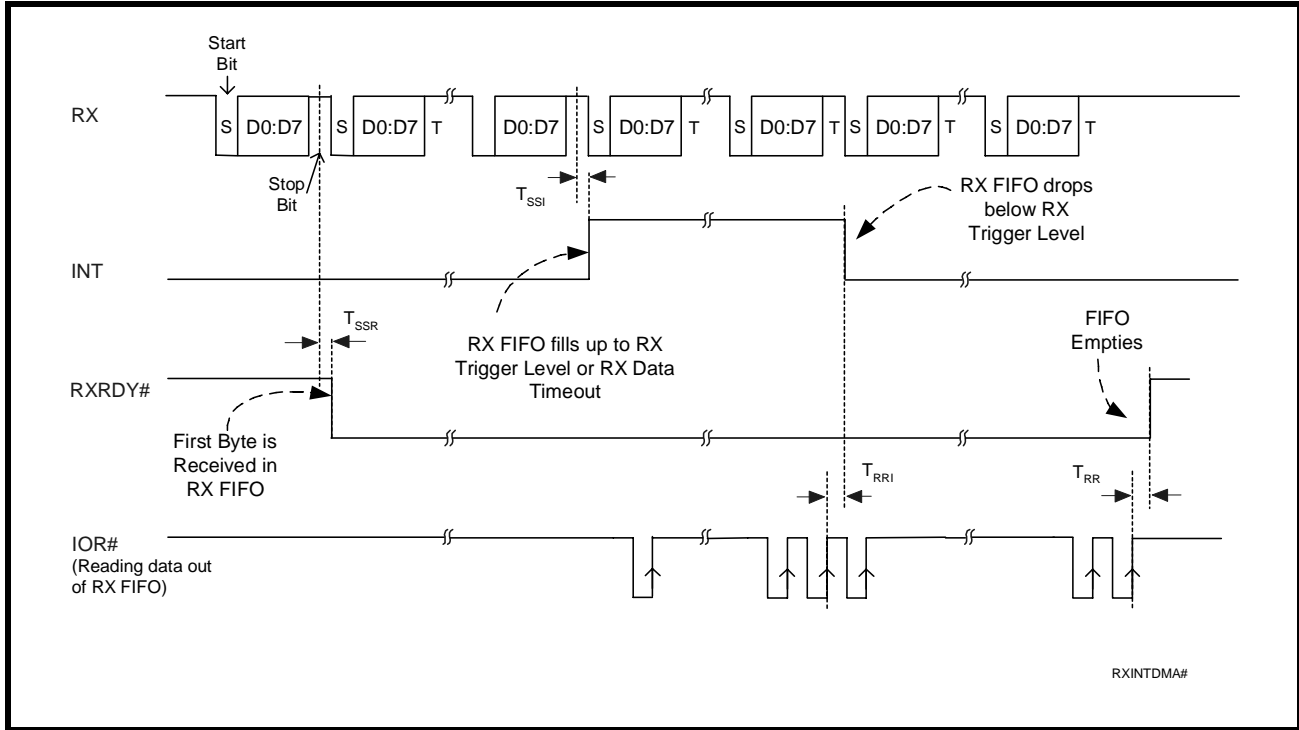 Start
Bit
RX
S D0:D7 S D0:D7 T D0:D7 S D0:D7 T S D0:D7 T S D0:D7 T S D0:D7 T
Stop
Bit
TSSI
RX FIFO drops
below RX
Trigger Level
INT
TSSR
RX FIFO fills up to RX
Trigger Level or RX Data
Timeout
FIFO
Empties
RXRDY#
First Byte is
Received in
RX FIFO
TRRI
TRR
IOR#
(Reading data out
of RX FIFO)
RXINTDMA#